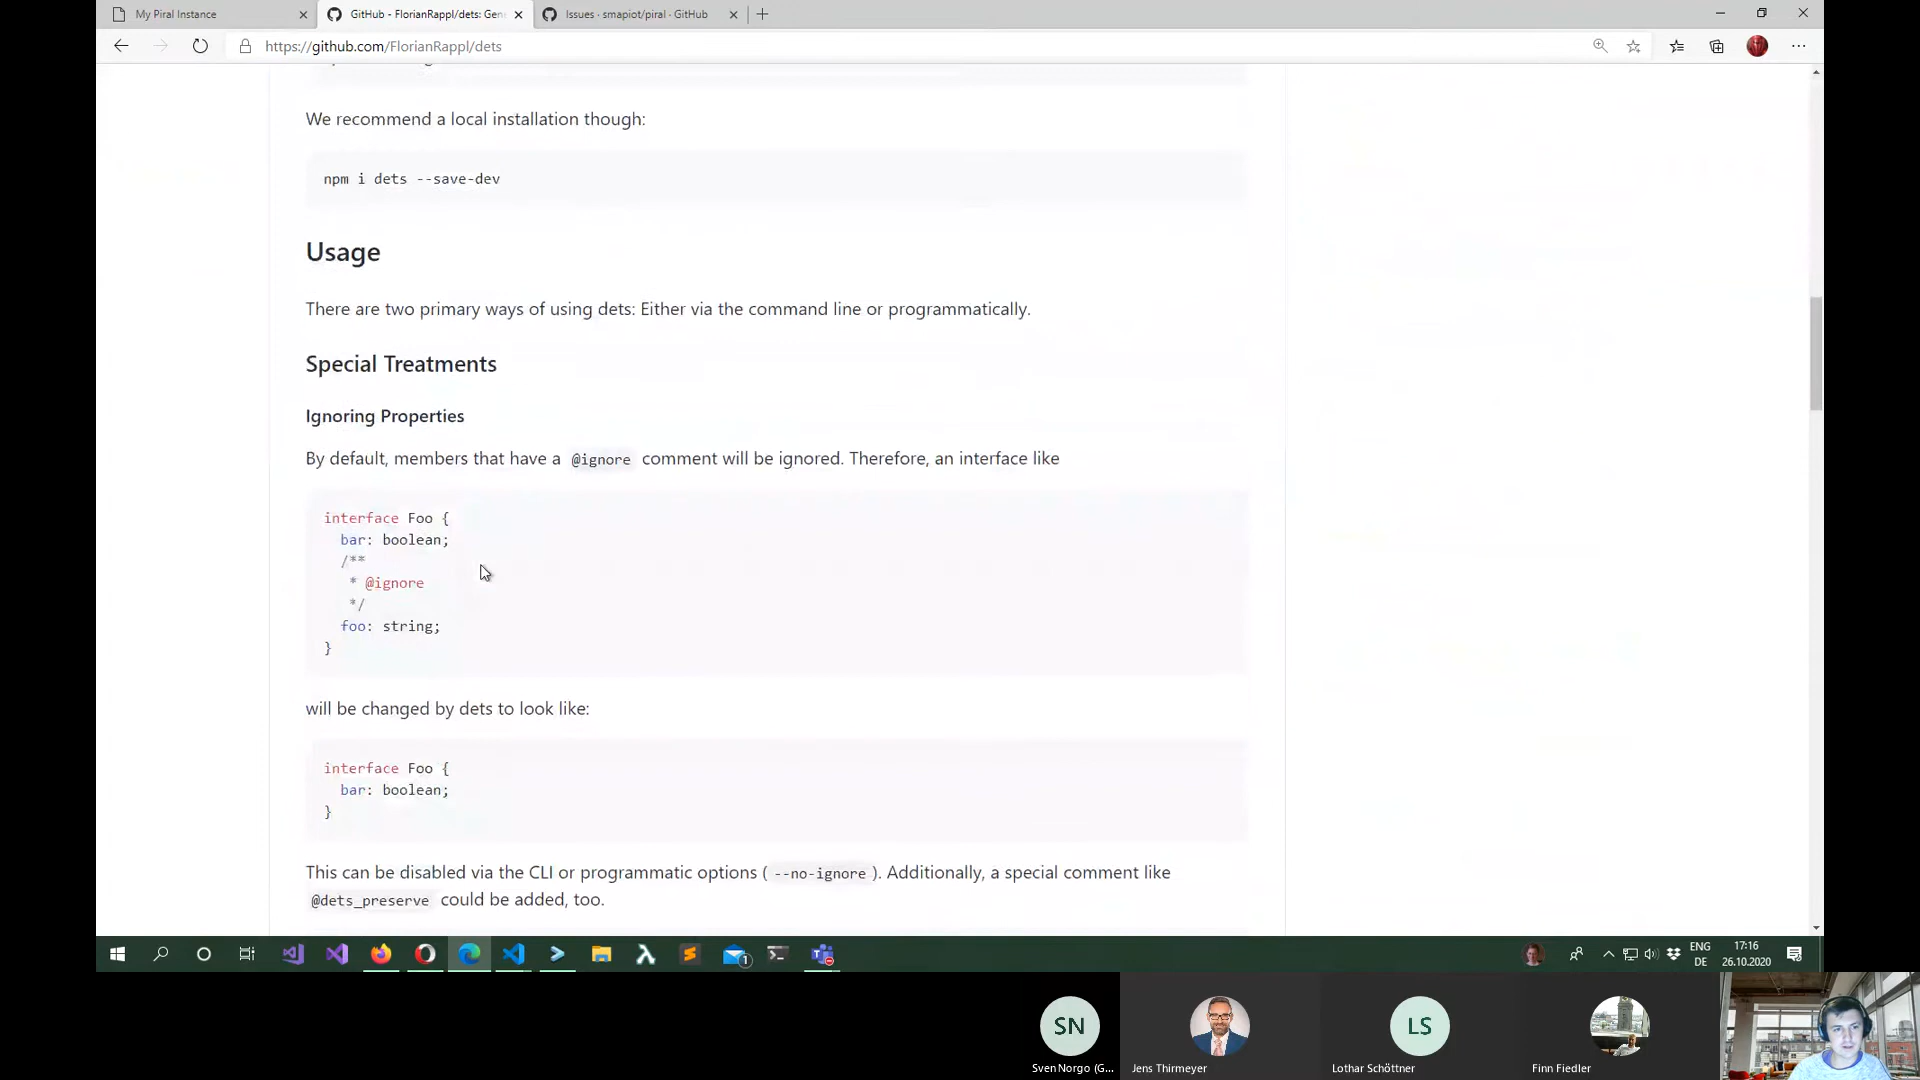 My Piral Instance
GitHub - FlorianRappl/dets: Gen
Issues · smapiot/piral · GitHub
https://github.com/FlorianRappl/dets
We recommend a local installation though:
npm i dets --save-dev
Usage
There are two primary ways of using dets: Either via the command line or programmatically.
Special Treatments
Ignoring Properties
By default, members that have a @ignore comment will be ignored. Therefore, an interface like
interface Foo {
bar: boolean;
/**
* @ignore
*/
foo: string;
}
will be changed by dets to look like:
interface Foo {
bar: boolean;
}
This can be disabled via the CLI or programmatic options ( --no-ignore ). Additionally, a special comment like
@dets_preserve could be added, too.
1
ENG
DE
17:16
26.10.2020
SN
LS
Sven Norgo (G...
Jens Thirmeyer
Lothar Schöttner
Finn Fiedler